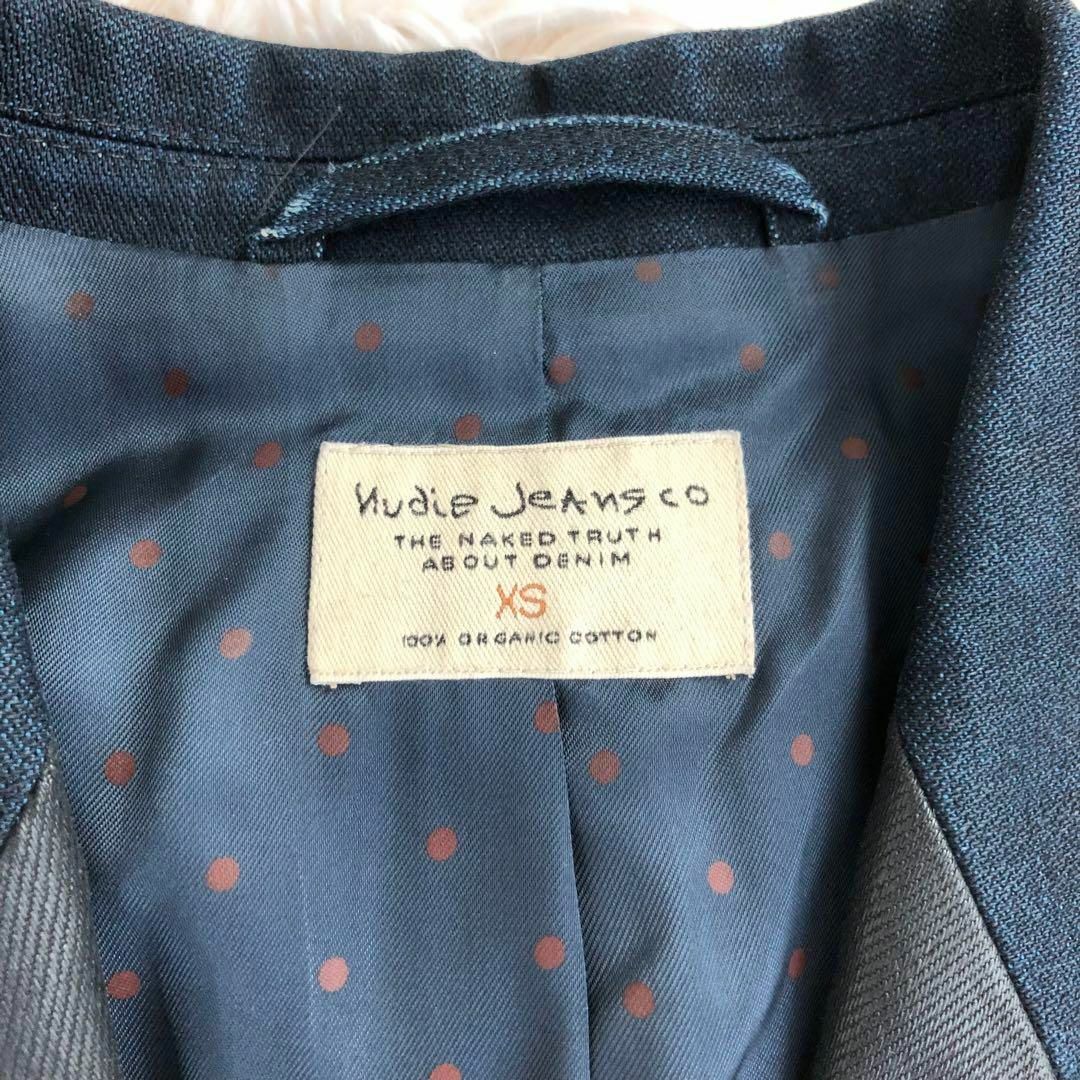 Nudie Jeans co
THE NAKED TRUTH
ABOUT DENIM
XS
100% ORGANIC COTTON